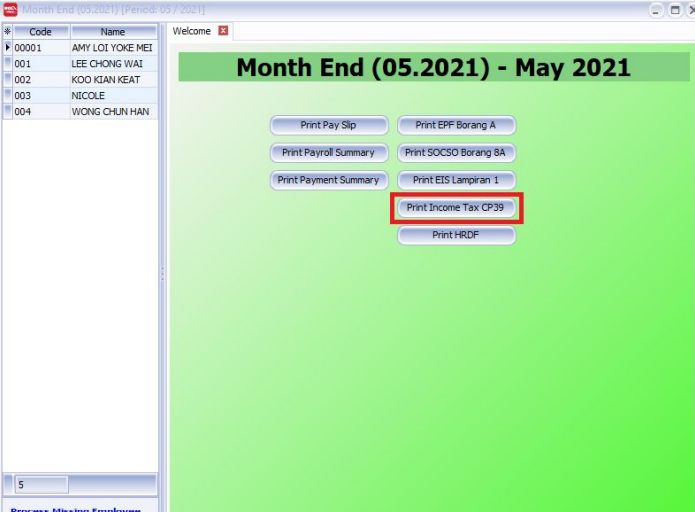 Month End (05.2021) [Period: 05 / 2021]
Code Name
00001 AMY LOI YOKE MEI
001 LEE CHONG WAI
002 KOO KIAN KEAT
003 NICOLE
004 WONG CHUN HAN
5
Process Missing Employee
Welcome
Month End (05.2021) - May 2021
Print Pay Slip Print EPF Borang A
Print Payroll Summary Print SOCSO Borang 8A
Print Payment Summary Print EIS Lampiran 1
Print Income Tax CP39
Print HRDF